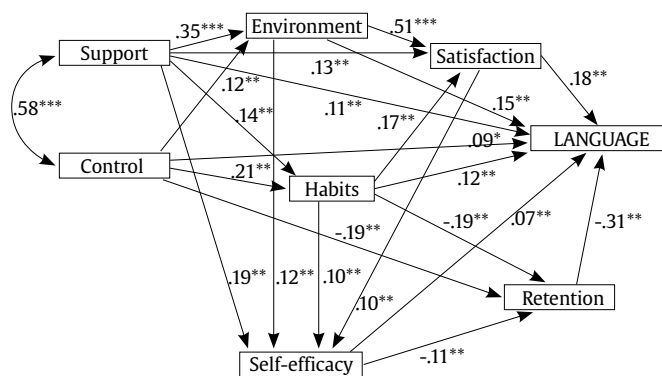 Environment
.35***
.51***
Support
Satisfaction
.13**
.12**
.18**
.11**
.15**
.58***
.14**
.17**
LANGUAGE
.09*
Control
.21**
.12**
Habits
-.19**
-.19**
.07**
-.31**
.19**
.12**
.10**
.10**
Retention
Self-efficacy
-.11**